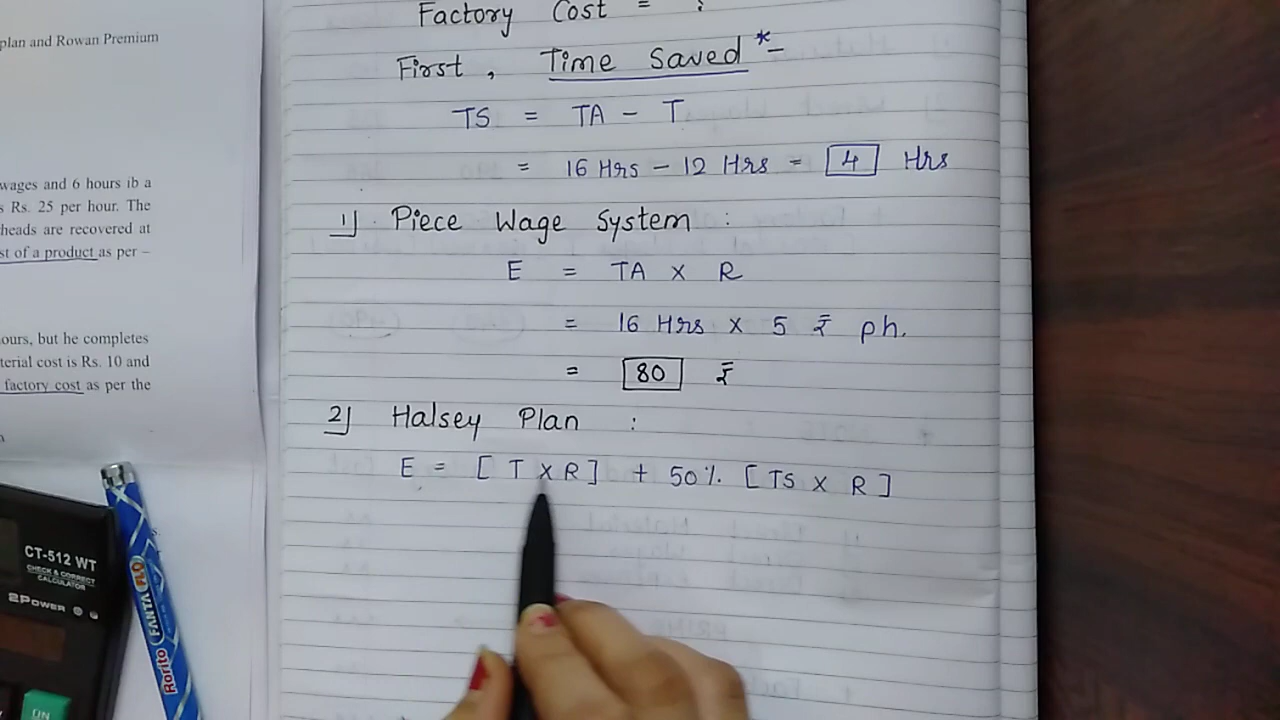 plan and Rowan Premium
wages and 6 hours ib a
s Rs. 25 per hour. The
heads are recovered at
st of a product as per –
ours, but he completes
terial cost is Rs. 10 and
factory cost as per the
Factory Cost = ?
First, Time Saved *-
TS = TA - T
= 16 Hrs - 12 Hrs = 4 Hrs
1] Piece Wage System :
E = TA × R
= 16 Hrs × 5 ₹ ph.
= 80 ₹
2] Halsey Plan :
E = [ T × R ] + 50% [ TS × R ]
CT-512 WT
CHECK & CORRECT
CALCULATOR
2POWER
ON
Rorito FANTA